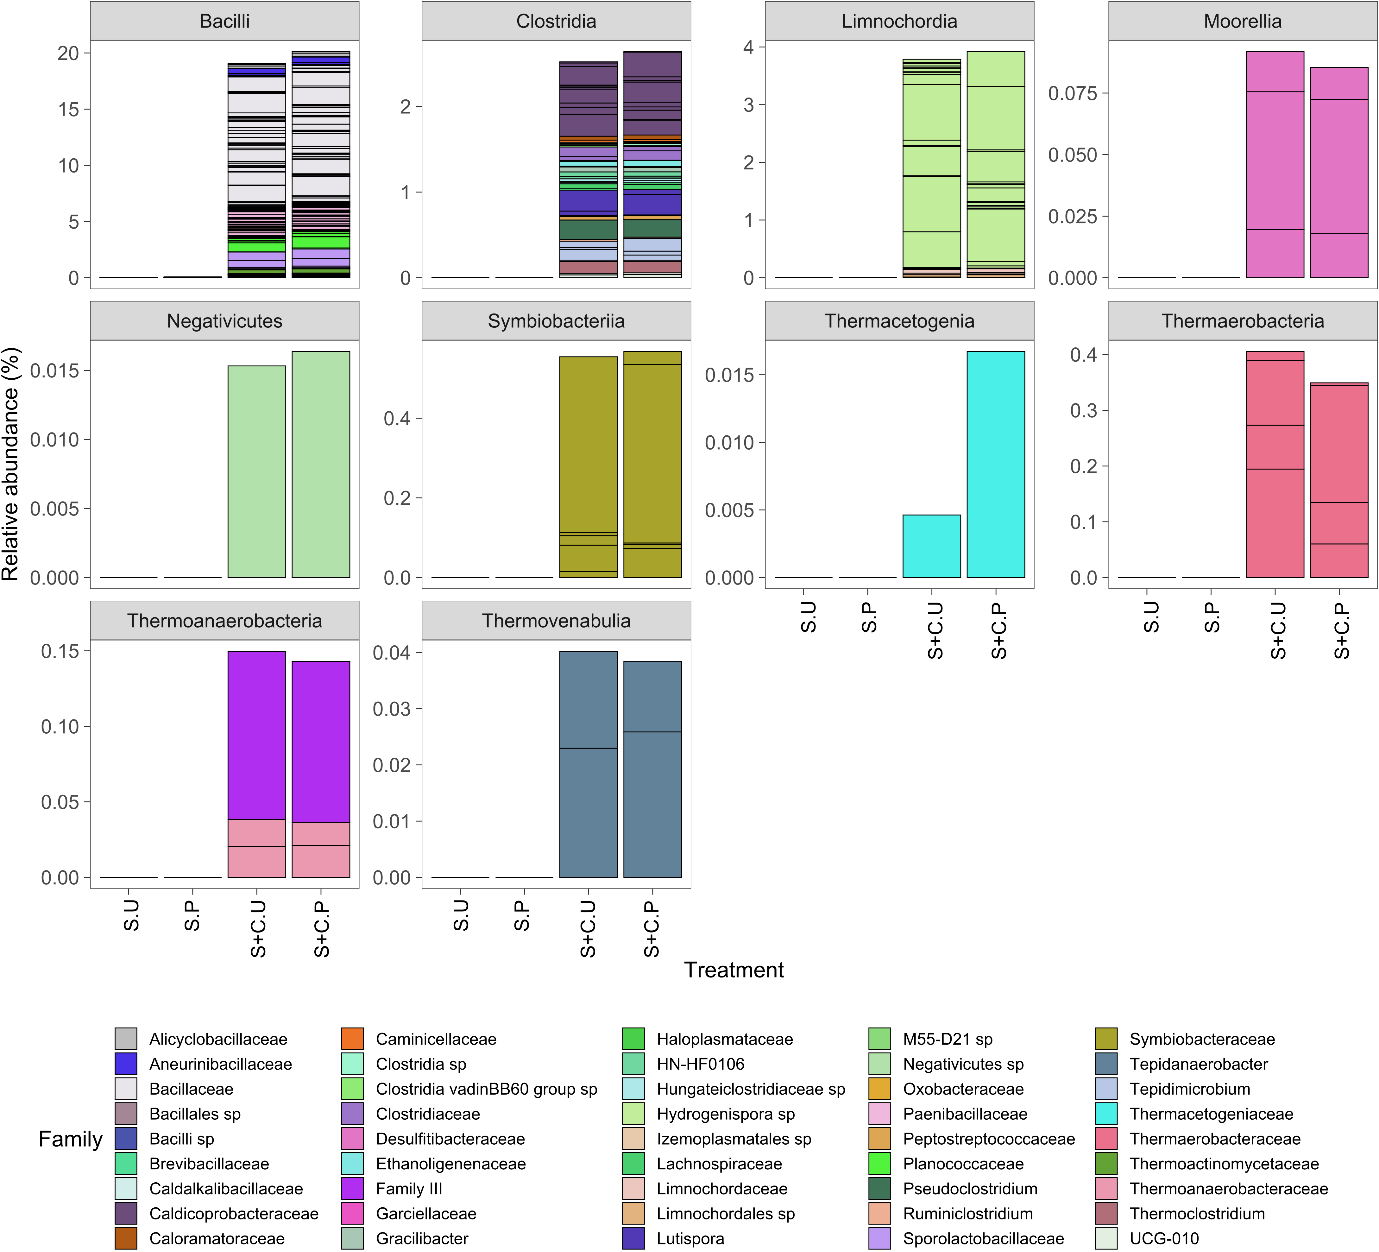 Bacilli
Clostridia
Limnochordia
Moorellia
20
15
10
5
0
2
1
0
4
3
2
1
0
0.075
0.050
0.025
0.000
Negativicutes
Symbiobacteriia
Thermacetogenia
Thermaerobacteria
0.015
0.010
0.005
0.000
0.4
0.2
0.0
0.015
0.010
0.005
0.000
0.4
0.3
0.2
0.1
0.0
Relative abundance (%)
S.U
S.P
S+C.U
S+C.P
S.U
S.P
S+C.U
S+C.P
Thermoanaerobacteria
Thermovenabulia
0.15
0.10
0.05
0.00
0.04
0.03
0.02
0.01
0.00
S.U
S.P
S+C.U
S+C.P
S.U
S.P
S+C.U
S+C.P
Treatment
Family
Alicyclobacillaceae
Aneurinibacillaceae
Bacillaceae
Bacillales sp
Bacilli sp
Brevibacillaceae
Caldalkalibacillaceae
Caldicoprobacteraceae
Caloramatoraceae
Caminicellaceae
Clostridia sp
Clostridia vadinBB60 group sp
Clostridiaceae
Desulfitibacteraceae
Ethanoligenenaceae
Family III
Garciellaceae
Gracilibacter
Haloplasmataceae
HN-HF0106
Hungateiclostridiaceae sp
Hydrogenispora sp
Izemoplasmatales sp
Lachnospiraceae
Limnochordaceae
Limnochordales sp
Lutispora
M55-D21 sp
Negativicutes sp
Oxobacteraceae
Paenibacillaceae
Peptostreptococcaceae
Planococcaceae
Pseudoclostridium
Ruminiclostridium
Sporolactobacillaceae
Symbiobacteraceae
Tepidanaerobacter
Tepidimicrobium
Thermacetogeniaceae
Thermaerobacteraceae
Thermoactinomycetaceae
Thermoanaerobacteraceae
Thermoclostridium
UCG-010